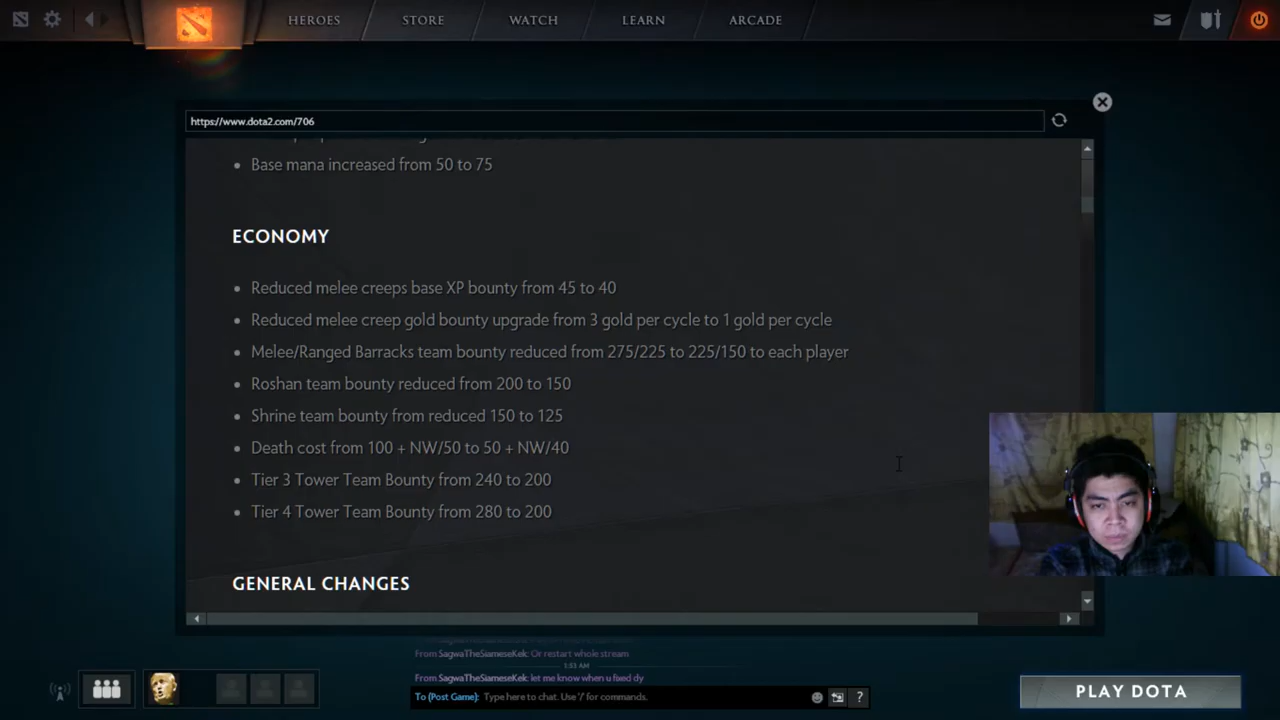 HEROES
STORE
WATCH
LEARN
ARCADE
https://www.dota2.com/706
Base mana increased from 50 to 75
ECONOMY
Reduced melee creeps base XP bounty from 45 to 40
Reduced melee creep gold bounty upgrade from 3 gold per cycle to 1 gold per cycle
Melee/Ranged Barracks team bounty reduced from 275/225 to 225/150 to each player
Roshan team bounty reduced from 200 to 150
Shrine team bounty from reduced 150 to 125
Death cost from 100 + NW/50 to 50 + NW/40
Tier 3 Tower Team Bounty from 240 to 200
Tier 4 Tower Team Bounty from 280 to 200
GENERAL CHANGES
From SagwaTheSiameseKek: Or restart whole stream
1:53 AM
From SagwaTheSiameseKek: let me know when u fixed dy
To (Post Game): Type here to chat. Use '/' for commands.
?
PLAY DOTA